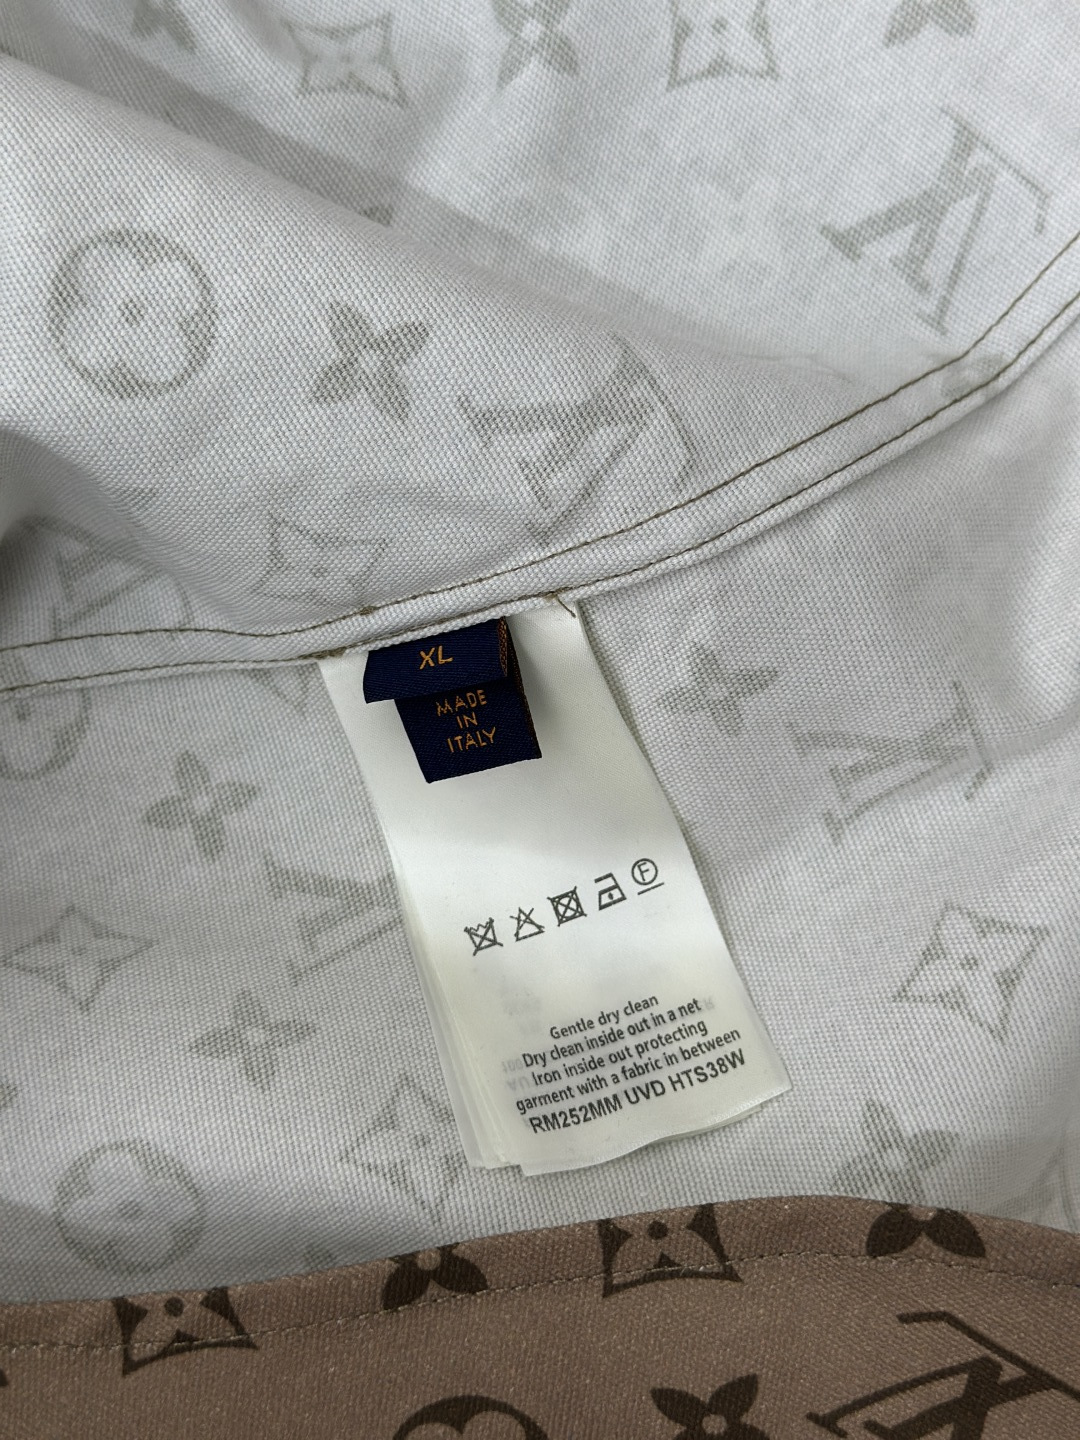 XL
MADE
IN
ITALY
F
Gentle dry clean
Dry clean inside out in a net
Iron inside out protecting
garment with a fabric in between
RM252MM UVD HTS38W